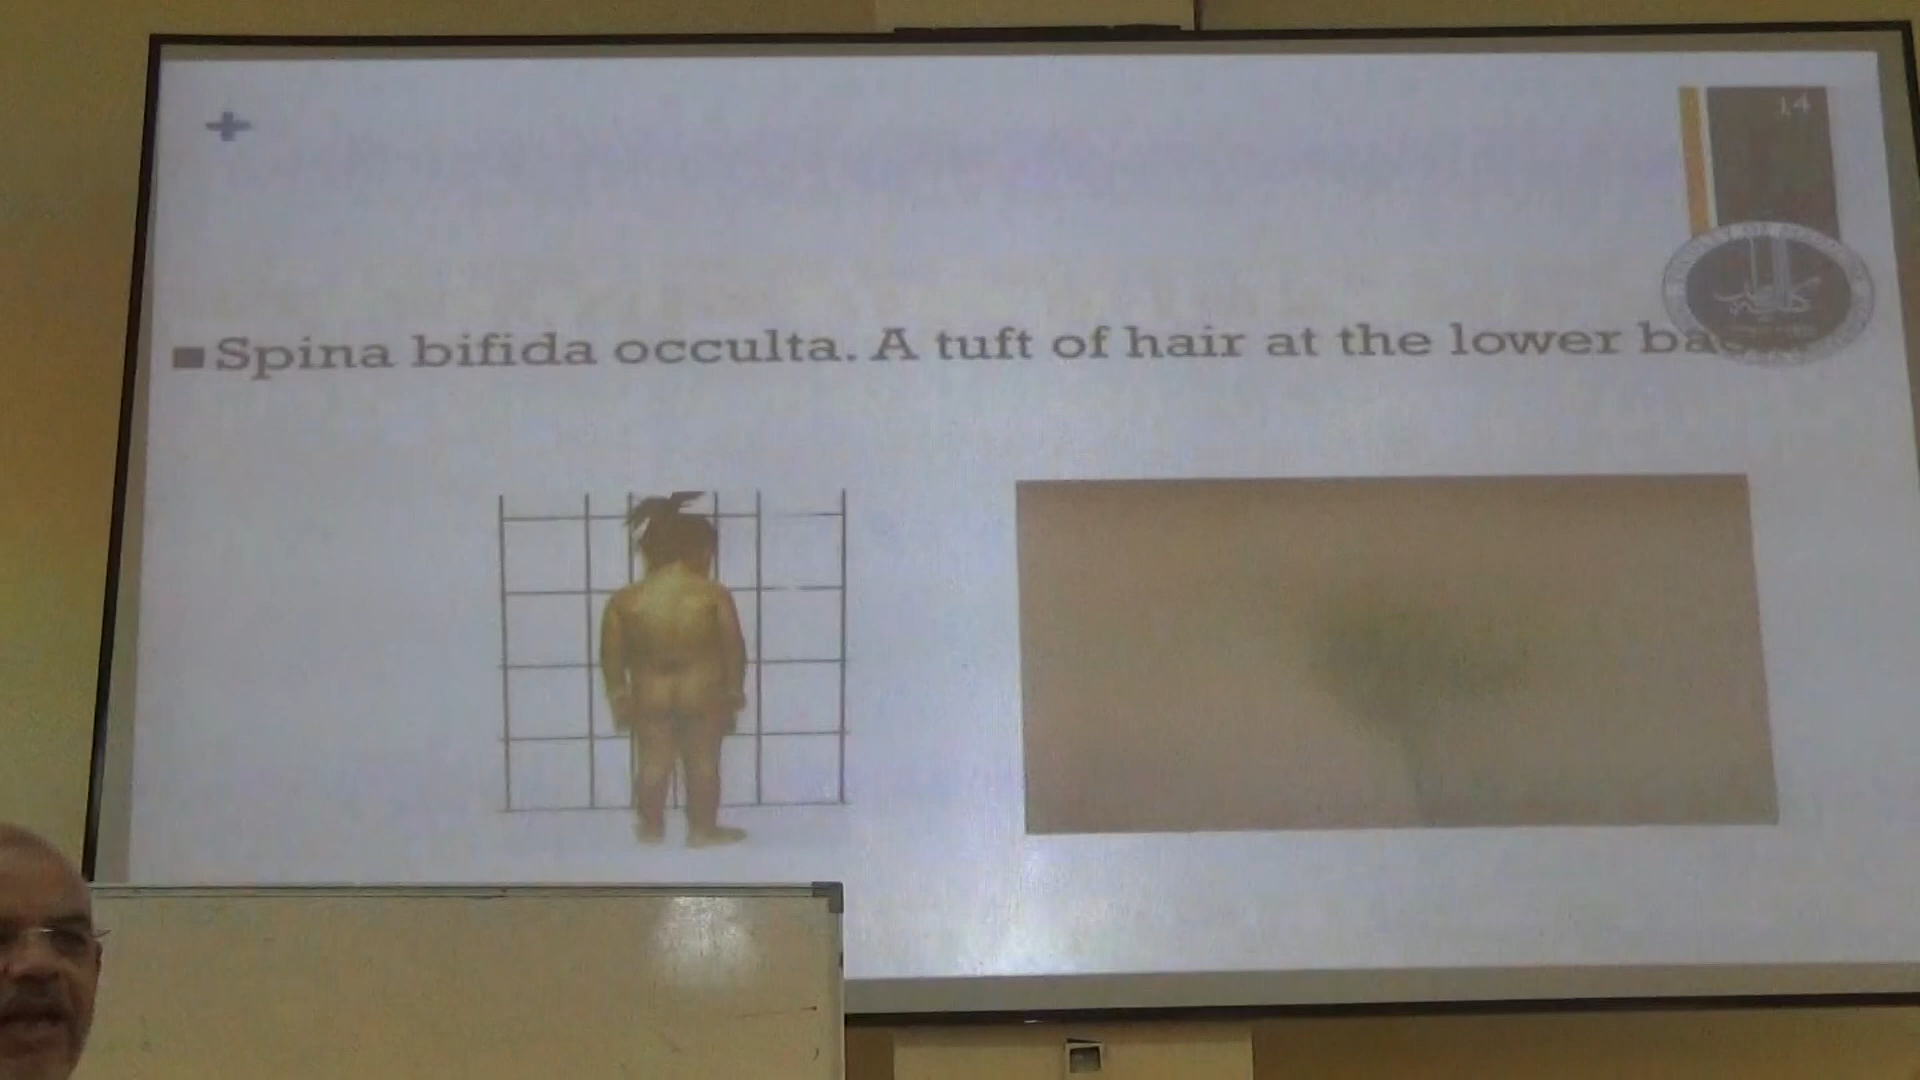 +
14
■ Spina bifida occulta. A tuft of hair at the lower